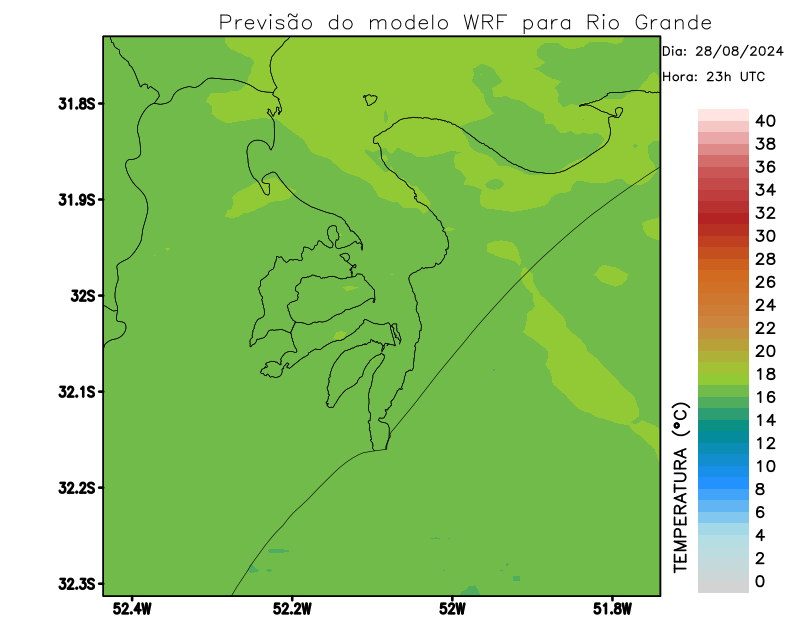 Previsão do modelo WRF para Rio Grande
Dia: 28/08/2024
Hora: 23h UTC
31.8S
31.9S
32S
32.1S
32.2S
32.3S
52.4W
52.2W
52W
51.8W
TEMPERATURA (ºC)
40
38
36
34
32
30
28
26
24
22
20
18
16
14
12
10
8
6
4
2
0